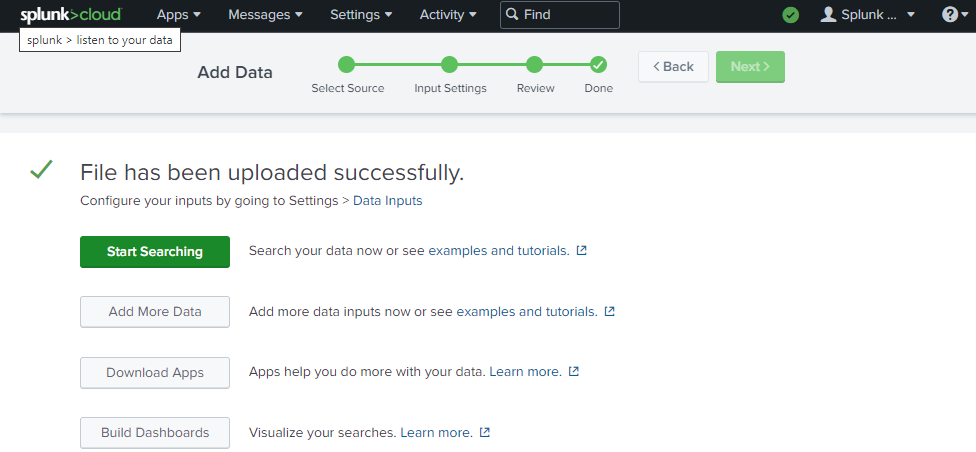 splunk>cloud Apps Messages Settings Activity Find Splunk ... ?
splunk > listen to your data
Add Data
Select Source Input Settings Review Done
< Back Next >
File has been uploaded successfully.
Configure your inputs by going to Settings > Data Inputs
Start Searching Search your data now or see examples and tutorials.
Add More Data Add more data inputs now or see examples and tutorials.
Download Apps Apps help you do more with your data. Learn more.
Build Dashboards Visualize your searches. Learn more.